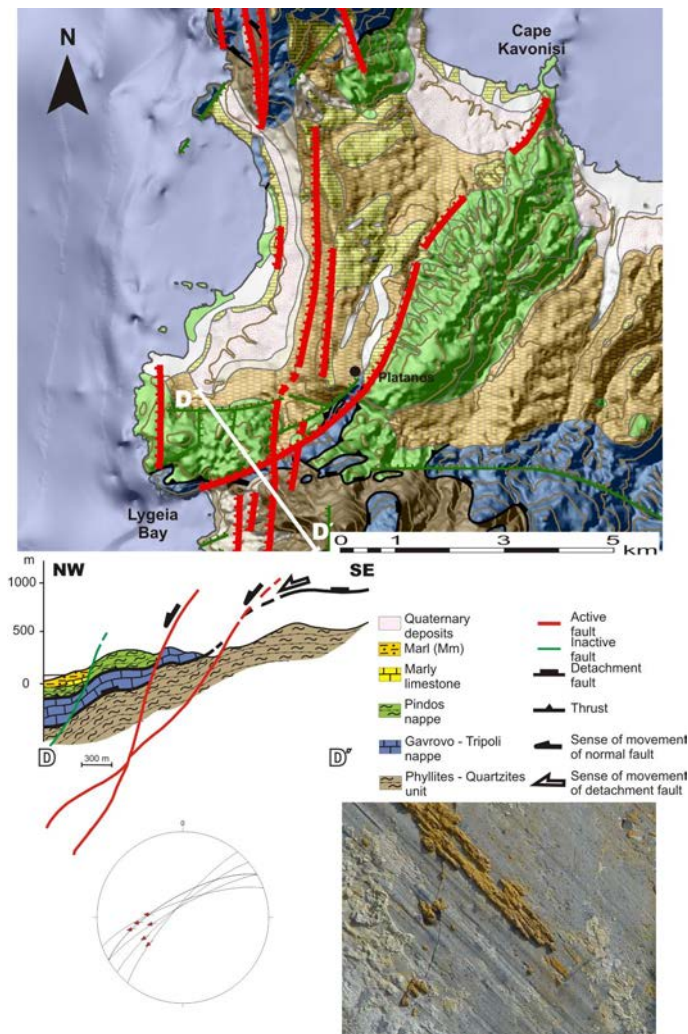 N
Cape
Kavonisi
Platanos
D
D'
Lygeia
Bay
0 1 3 5
km
m
NW
SE
1000
500
0
D
300 m
D'
Quaternary
deposits
Marl (Mm)
Marly
limestone
Pindos
nappe
Gavrovo - Tripoli
nappe
Phyllites - Quartzites
unit
Active
fault
Inactive
fault
Detachment
fault
Thrust
Sense of movement
of normal fault
Sense of movement
of detachment fault
0